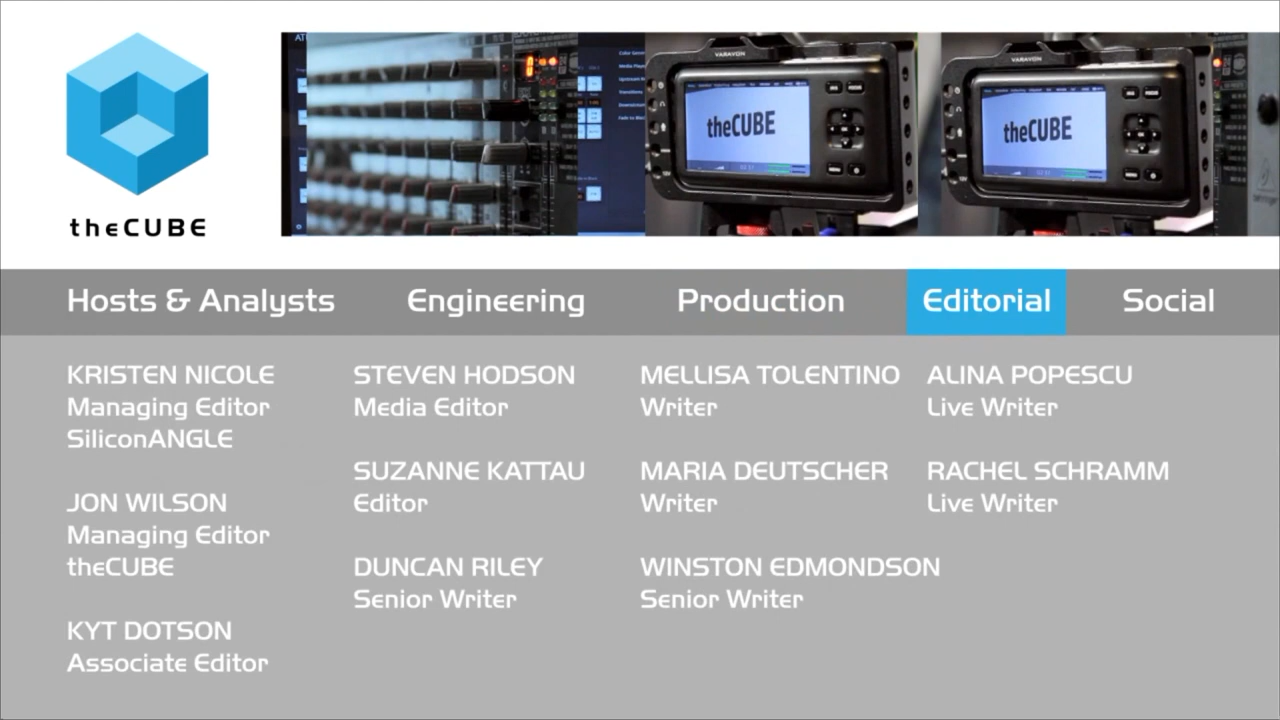 theCUBE
VARAVON
theCUBE
VARAVON
theCUBE
Hosts & Analysts
Engineering
Production
Editorial
Social
KRISTEN NICOLE
Managing Editor
SiliconANGLE
JON WILSON
Managing Editor
theCUBE
KYT DOTSON
Associate Editor
STEVEN HODSON
Media Editor
SUZANNE KATTAU
Editor
DUNCAN RILEY
Senior Writer
MELLISA TOLENTINO
Writer
MARIA DEUTSCHER
Writer
WINSTON EDMONDSON
Senior Writer
ALINA POPESCU
Live Writer
RACHEL SCHRAMM
Live Writer